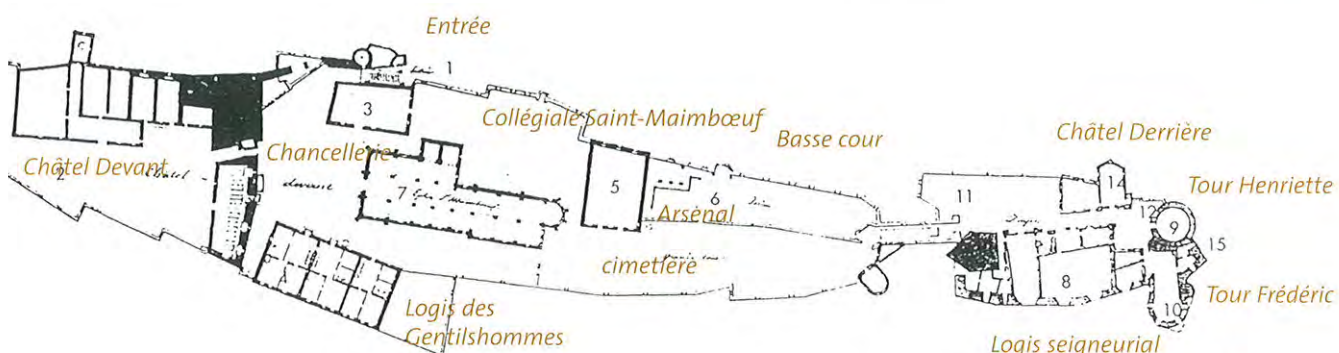 Entrée
1
3
Collégiale Saint-Maimbœuf
Basse cour
Châtel Derrière
Châtel Devant
2
Chancellerie
7
5
Arsenal
6
11
14
Tour Henriette
12
9
15
cimetière
8
10
Tour Frédéric
Logis des
Gentilshommes
Logis seigneurial